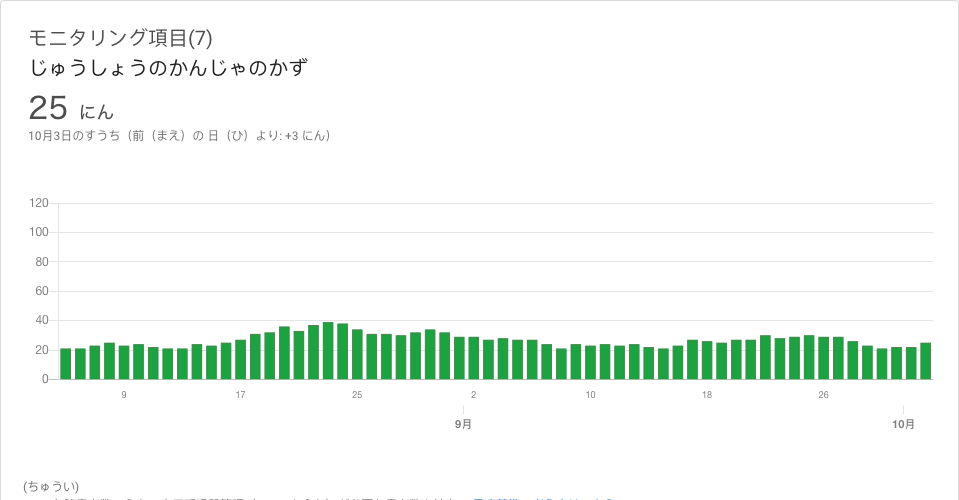 モニタリング項目(7)
じゅうしょうのかんじゃのかず
25 にん
10月3日のすうち（前（まえ）の 日（ひ）より: +3 にん）
120
100
80
60
40
20
0
9 17 25 2 10 18 26
9月 10月
(ちゅうい)